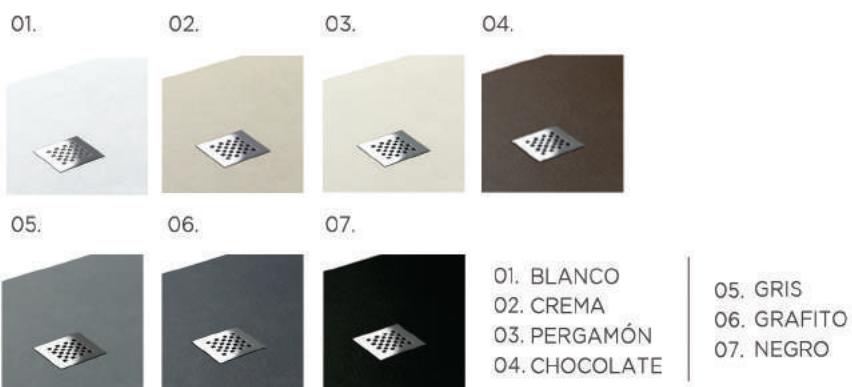 01.
02.
03.
04.
05.
06.
07.
01. BLANCO
02. CREMA
03. PERGAMÓN
04. CHOCOLATE
05. GRIS
06. GRAFITO
07. NEGRO